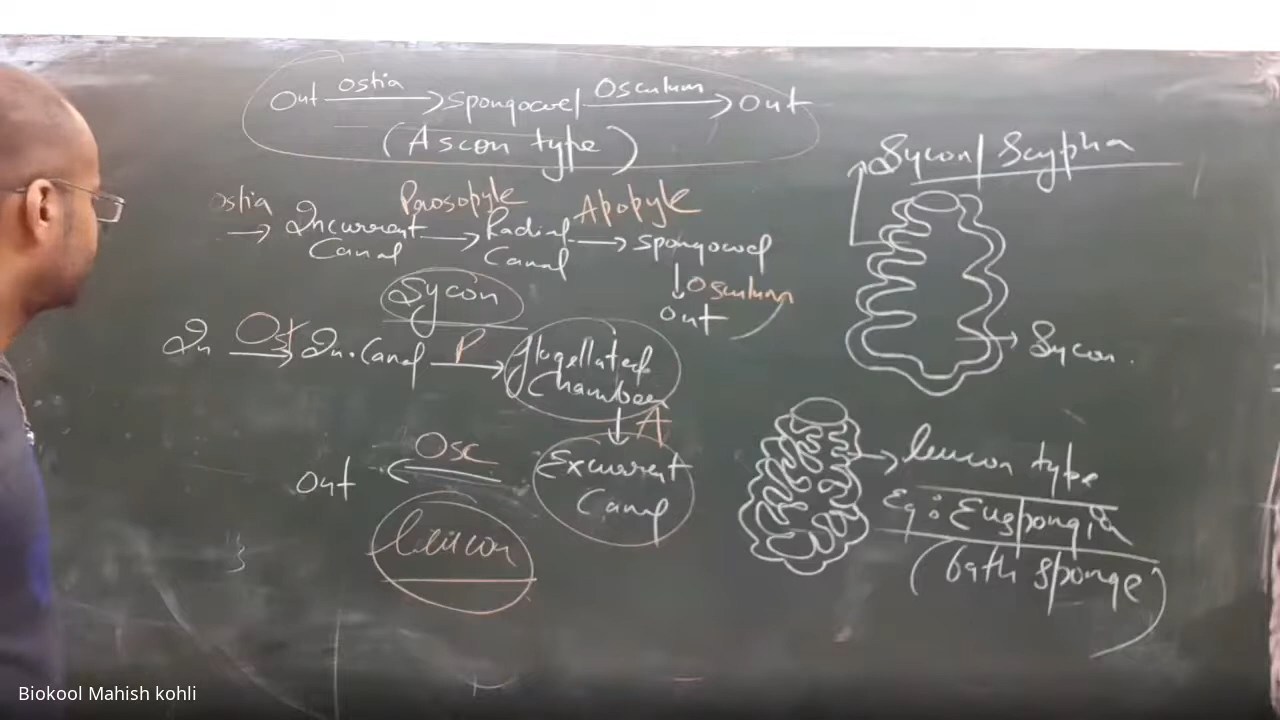 Out ostia → Spongocoel Osculum → Out
(Ascon type)
ostia → Incurrent Canal Prosopyle → Radial Canal Apopyle → Spongocoel
↓ Osculum
Out
Sycon
In Ost → In. Canal P → flagellated Chamber
↓ A
Excurrent Canal
Out ← Osc
leucon
Sycon/Scypha
→ Sycon.
→ leucon type
Eg: Euspongia
(bath sponge)
Biokool Mahish kohli